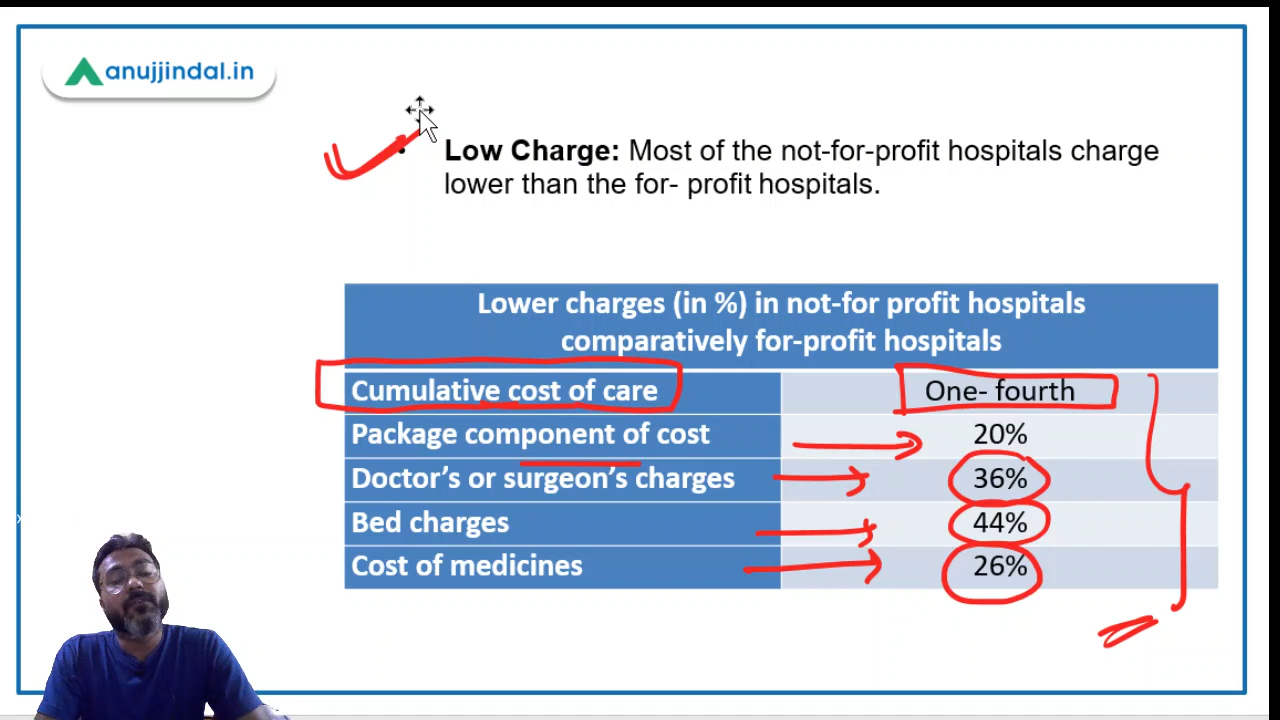 anujjindal.in
Low Charge: Most of the not-for-profit hospitals charge
lower than the for- profit hospitals.
Lower charges (in %) in not-for profit hospitals
comparatively for-profit hospitals
Cumulative cost of care One- fourth
Package component of cost 20%
Doctor's or surgeon's charges 36%
Bed charges 44%
Cost of medicines 26%